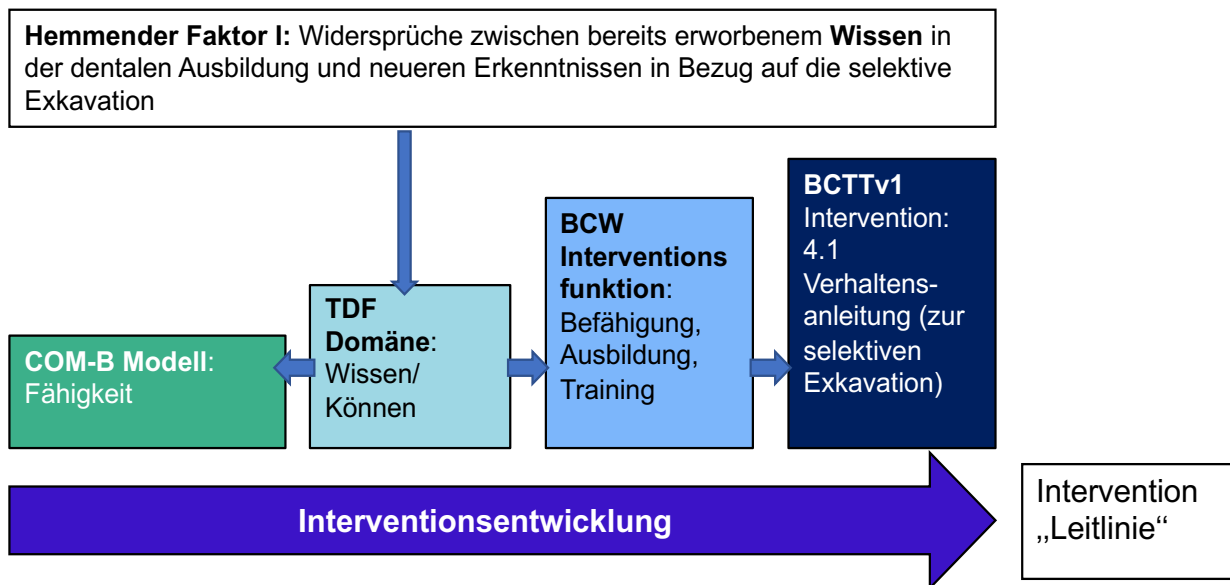 Hemmender Faktor I: Widersprüche zwischen bereits erworbenem Wissen in
der dentalen Ausbildung und neueren Erkenntnissen in Bezug auf die selektive
Exkavation
COM-B Modell:
Fähigkeit
TDF
Domäne:
Wissen/
Können
BCW
Interventions
funktion:
Befähigung,
Ausbildung,
Training
BCTTv1
Intervention:
4.1
Verhaltens-
anleitung (zur
selektiven
Exkavation)
Interventionsentwicklung
Intervention
„Leitlinie“